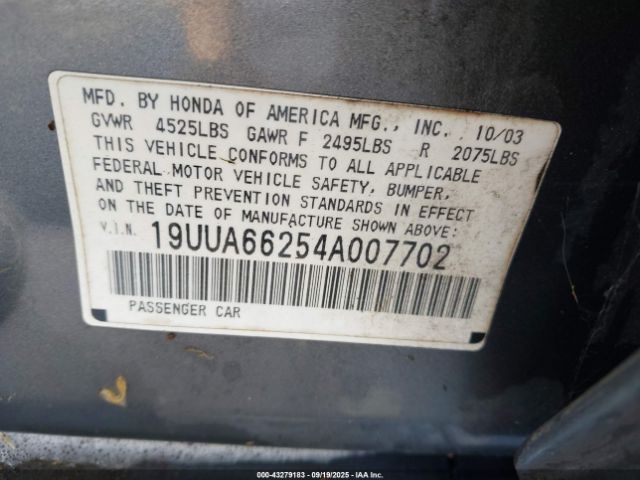 MFD. BY HONDA OF AMERICA MFG., INC. 10/03
GVWR 4525LBS GAWR F 2495LBS R 2075LBS
THIS VEHICLE CONFORMS TO ALL APPLICABLE
FEDERAL MOTOR VEHICLE SAFETY, BUMPER,
AND THEFT PREVENTION STANDARDS IN EFFECT
ON THE DATE OF MANUFACTURE SHOWN ABOVE:
V.I.N. 19UUA66254A007702
PASSENGER CAR
000-43279183 - 09/19/2025 - IAA Inc.